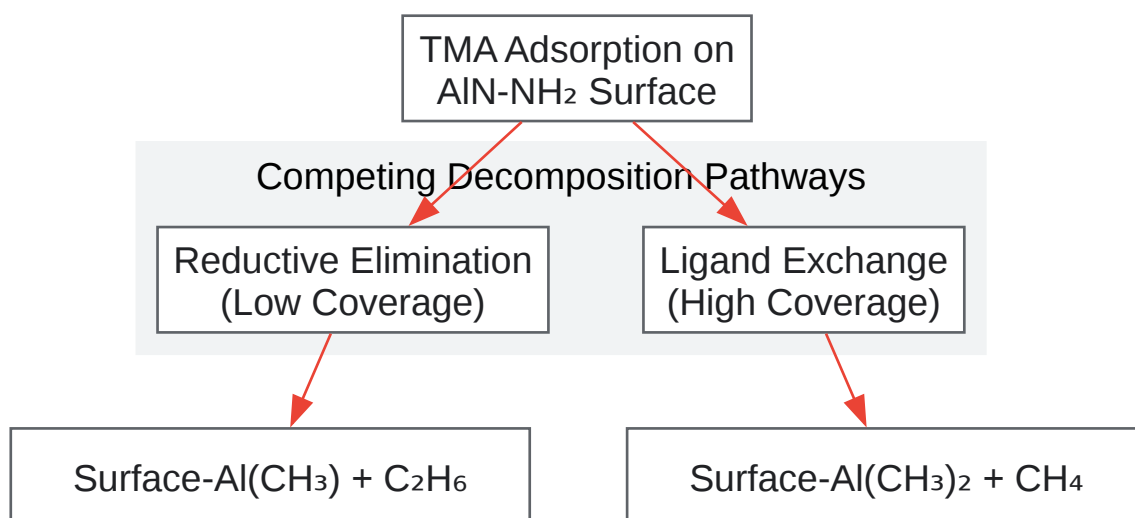 TMA Adsorption on
AlN-NH₂ Surface
Competing Decomposition Pathways
Reductive Elimination
(Low Coverage)
Ligand Exchange
(High Coverage)
Surface-Al(CH₃) + C₂H₆
Surface-Al(CH₃)₂ + CH₄